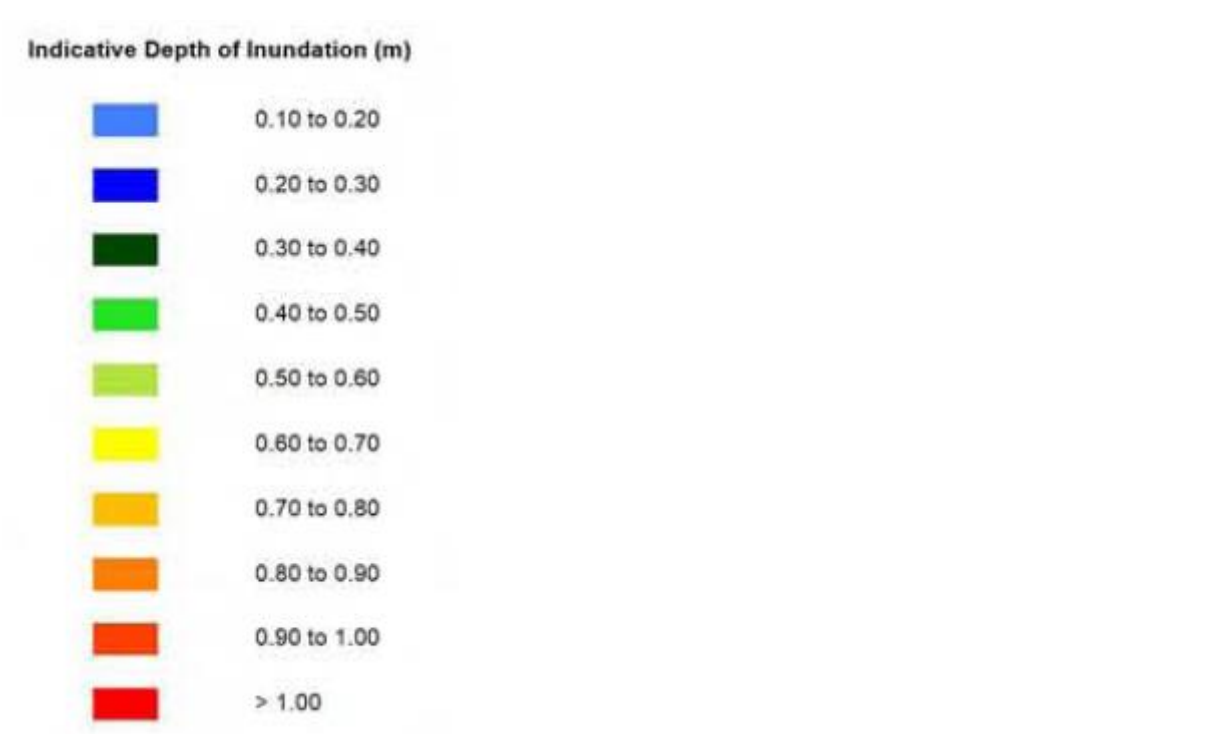 Indicative Depth of Inundation (m)
0.10 to 0.20
0.20 to 0.30
0.30 to 0.40
0.40 to 0.50
0.50 to 0.60
0.60 to 0.70
0.70 to 0.80
0.80 to 0.90
0.90 to 1.00
> 1.00